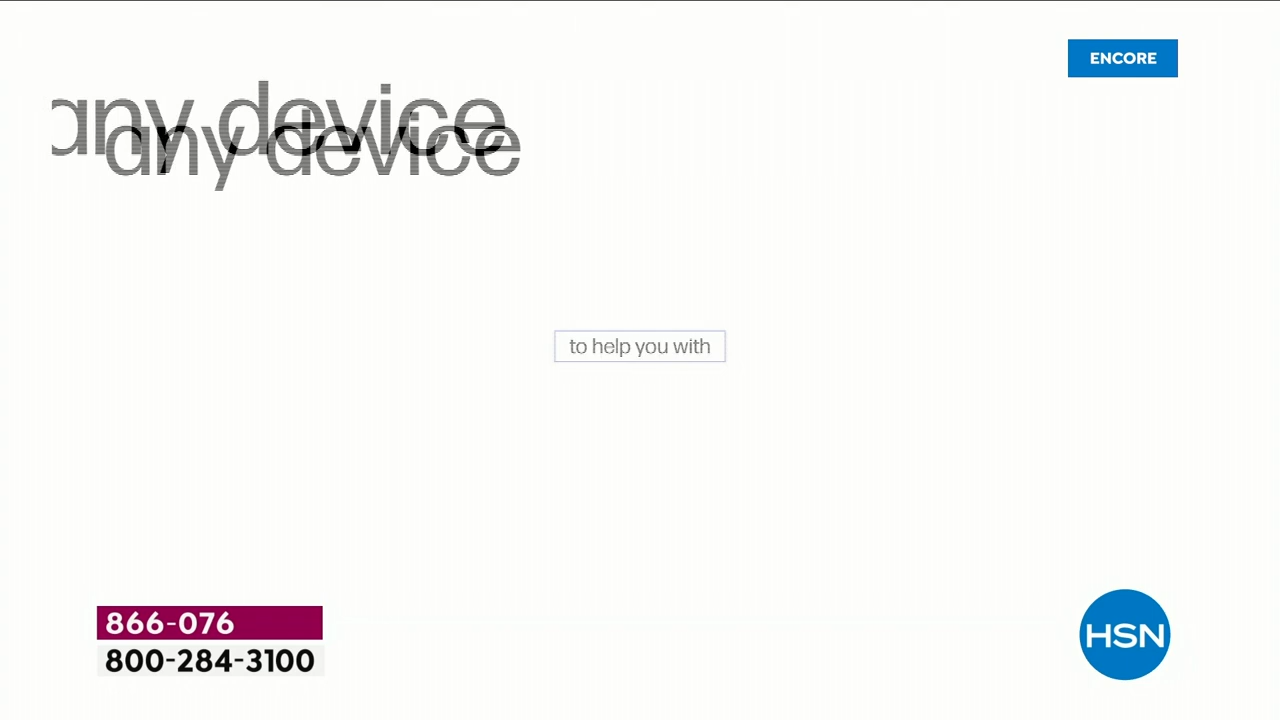 ENCORE
any device
any device
to help you with
866-076
800-284-3100
HSN